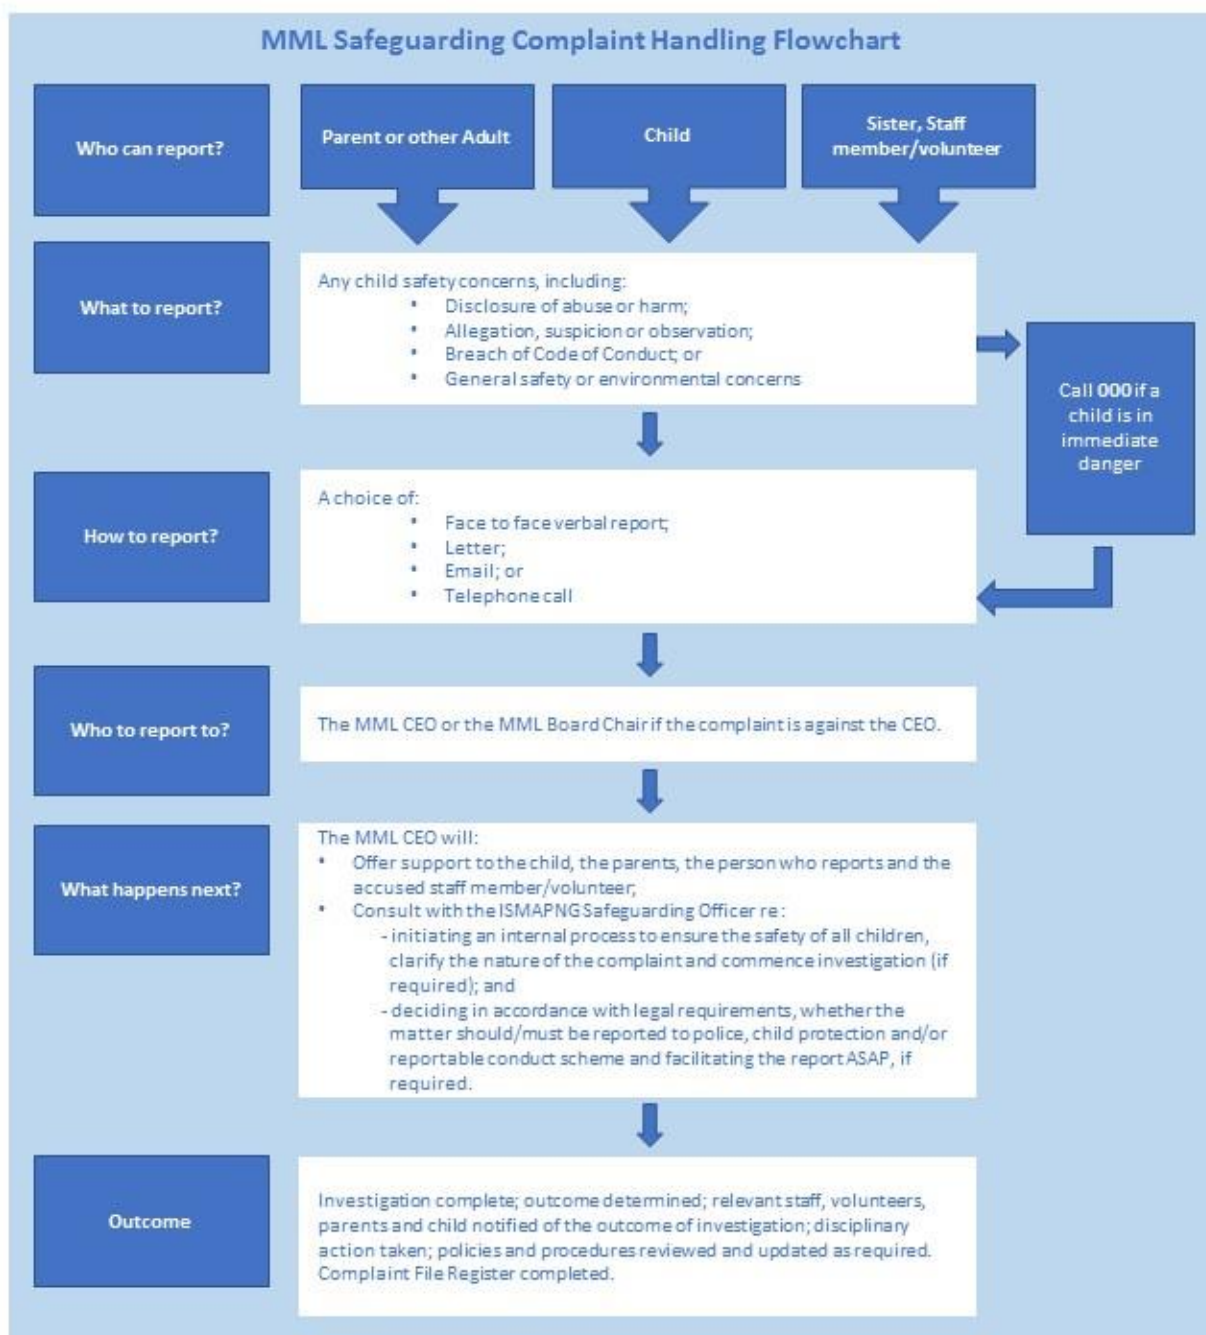 MML Safeguarding Complaint Handling Flowchart
Who can report?
Parent or other Adult
Child
Sister, Staff
member/volunteer
What to report?
Any child safety concerns, including:
• Disclosure of abuse or harm;
• Allegation, suspicion or observation;
• Breach of Code of Conduct; or
• General safety or environmental concerns
Call 000 if a
child is in
immediate
danger
How to report?
A choice of:
• Face to face verbal report;
• Letter;
• Email; or
• Telephone call
Who to report to?
The MML CEO or the MML Board Chair if the complaint is against the CEO.
What happens next?
The MML CEO will:
• Offer support to the child, the parents, the person who reports and the
accused staff member/volunteer;
• Consult with the ISMAPNG Safeguarding Officer re:
- initiating an internal process to ensure the safety of all children,
clarify the nature of the complaint and commence investigation (if
required); and
- deciding in accordance with legal requirements, whether the
matter should/must be reported to police, child protection and/or
reportable conduct scheme and facilitating the report ASAP, if
required.
Outcome
Investigation complete; outcome determined; relevant staff, volunteers,
parents and child notified of the outcome of investigation; disciplinary
action taken; policies and procedures reviewed and updated as required.
Complaint File Register completed.